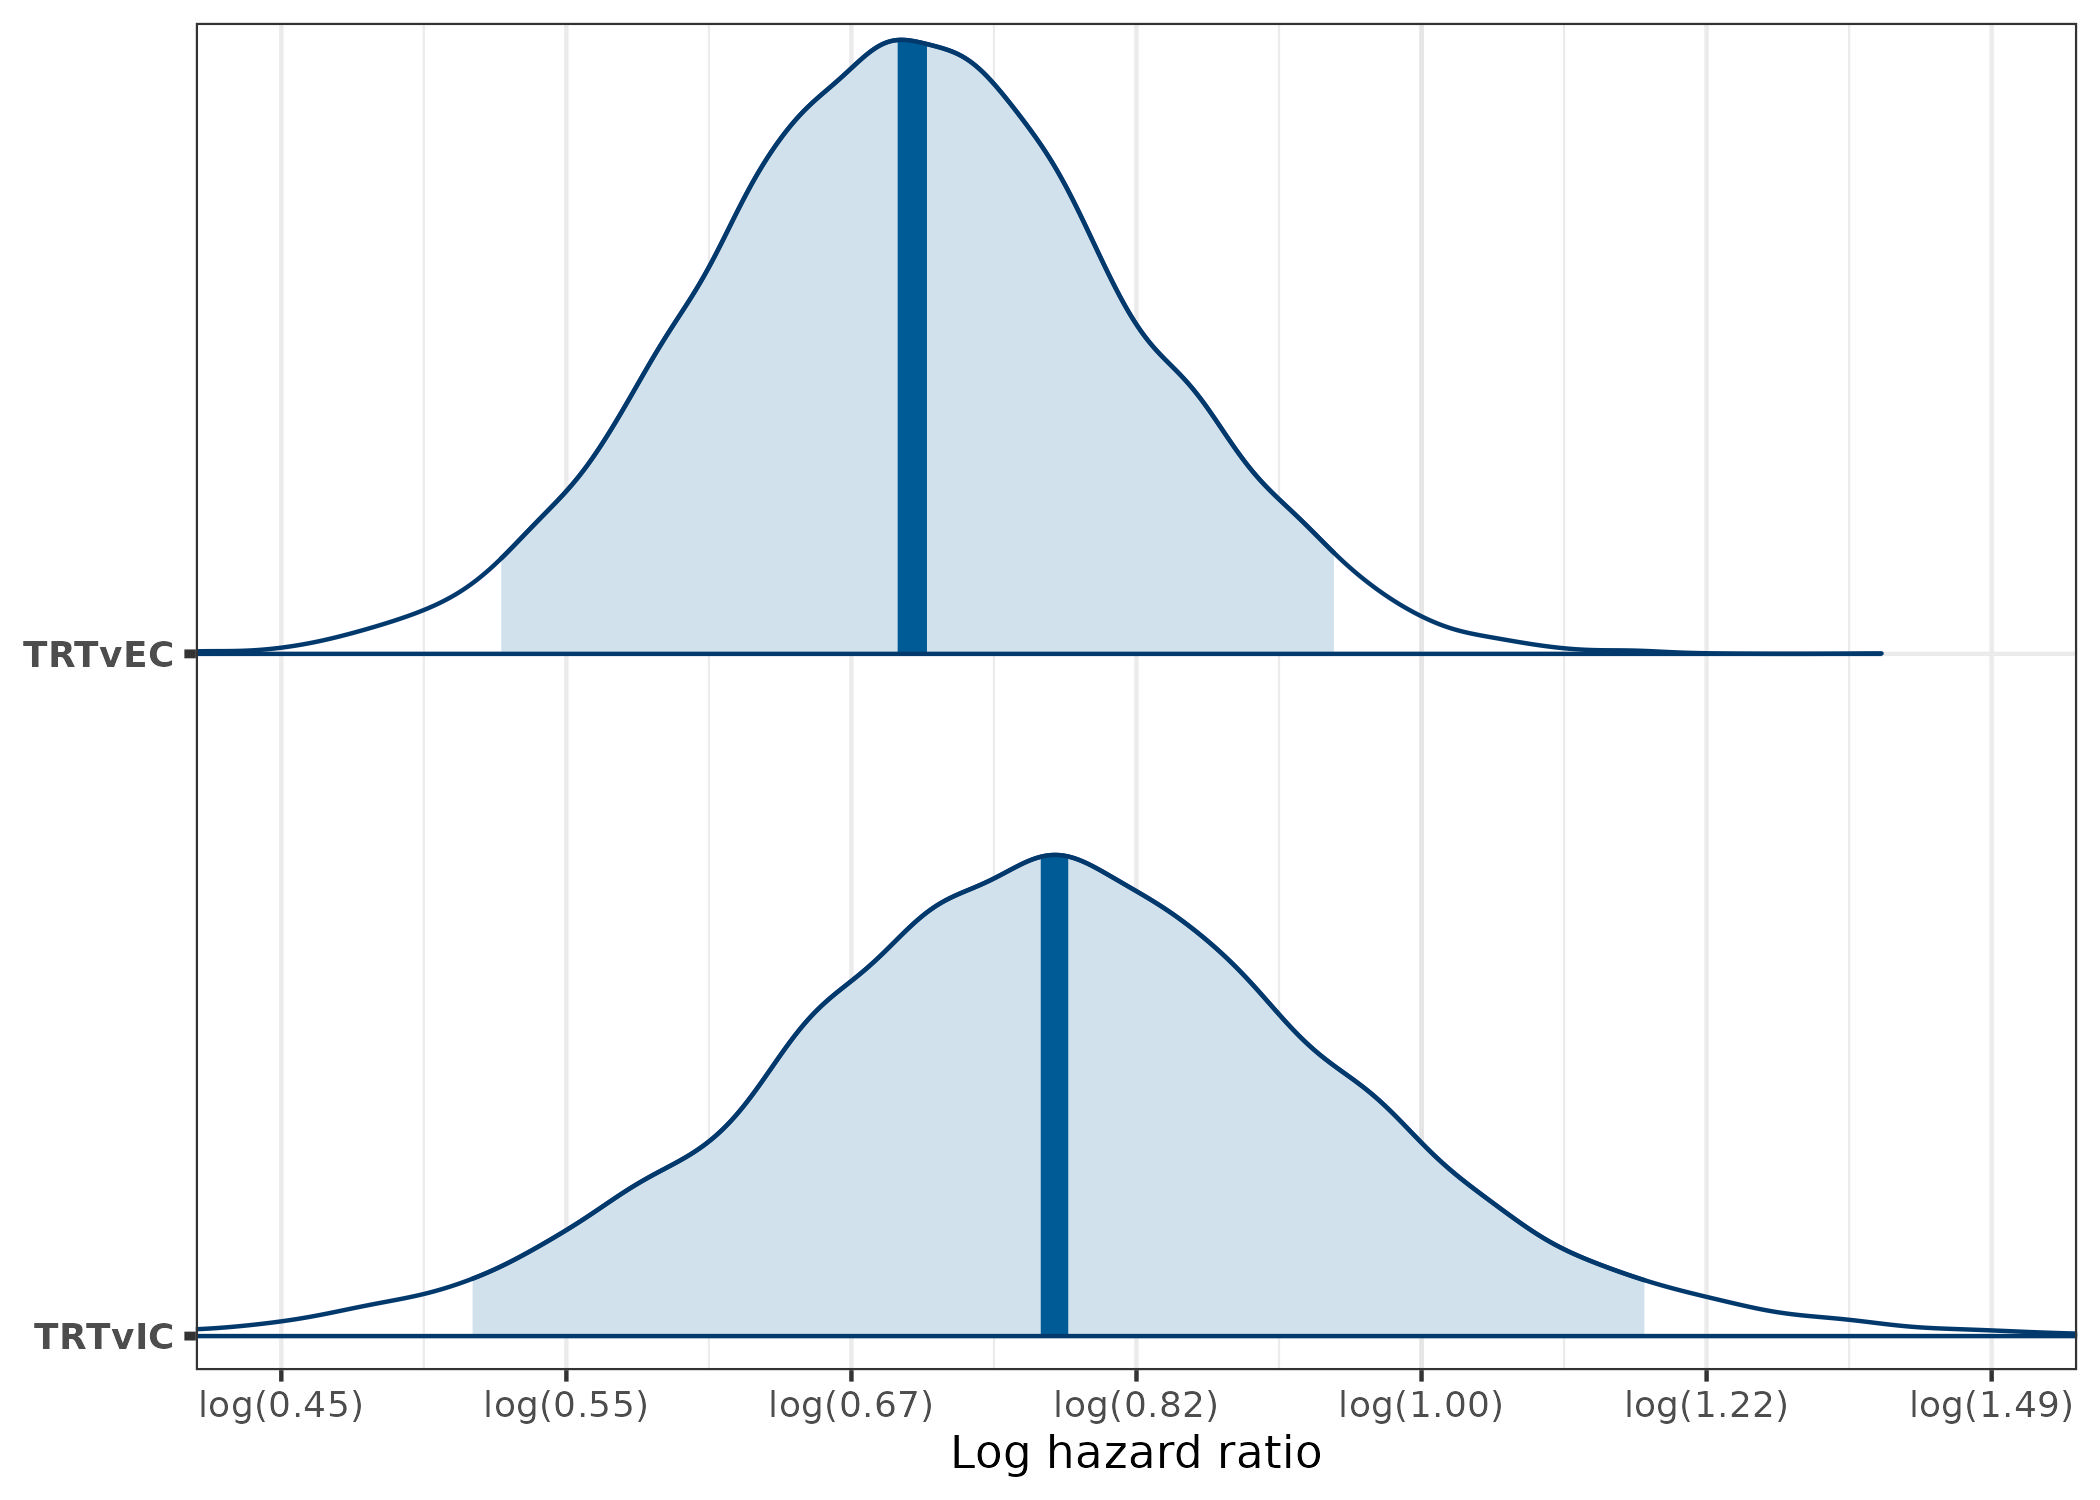 TRTvEC
TRTvIC
log(0.45) log(0.55) log(0.67) log(0.82) log(1.00) log(1.22) log(1.49)
Log hazard ratio